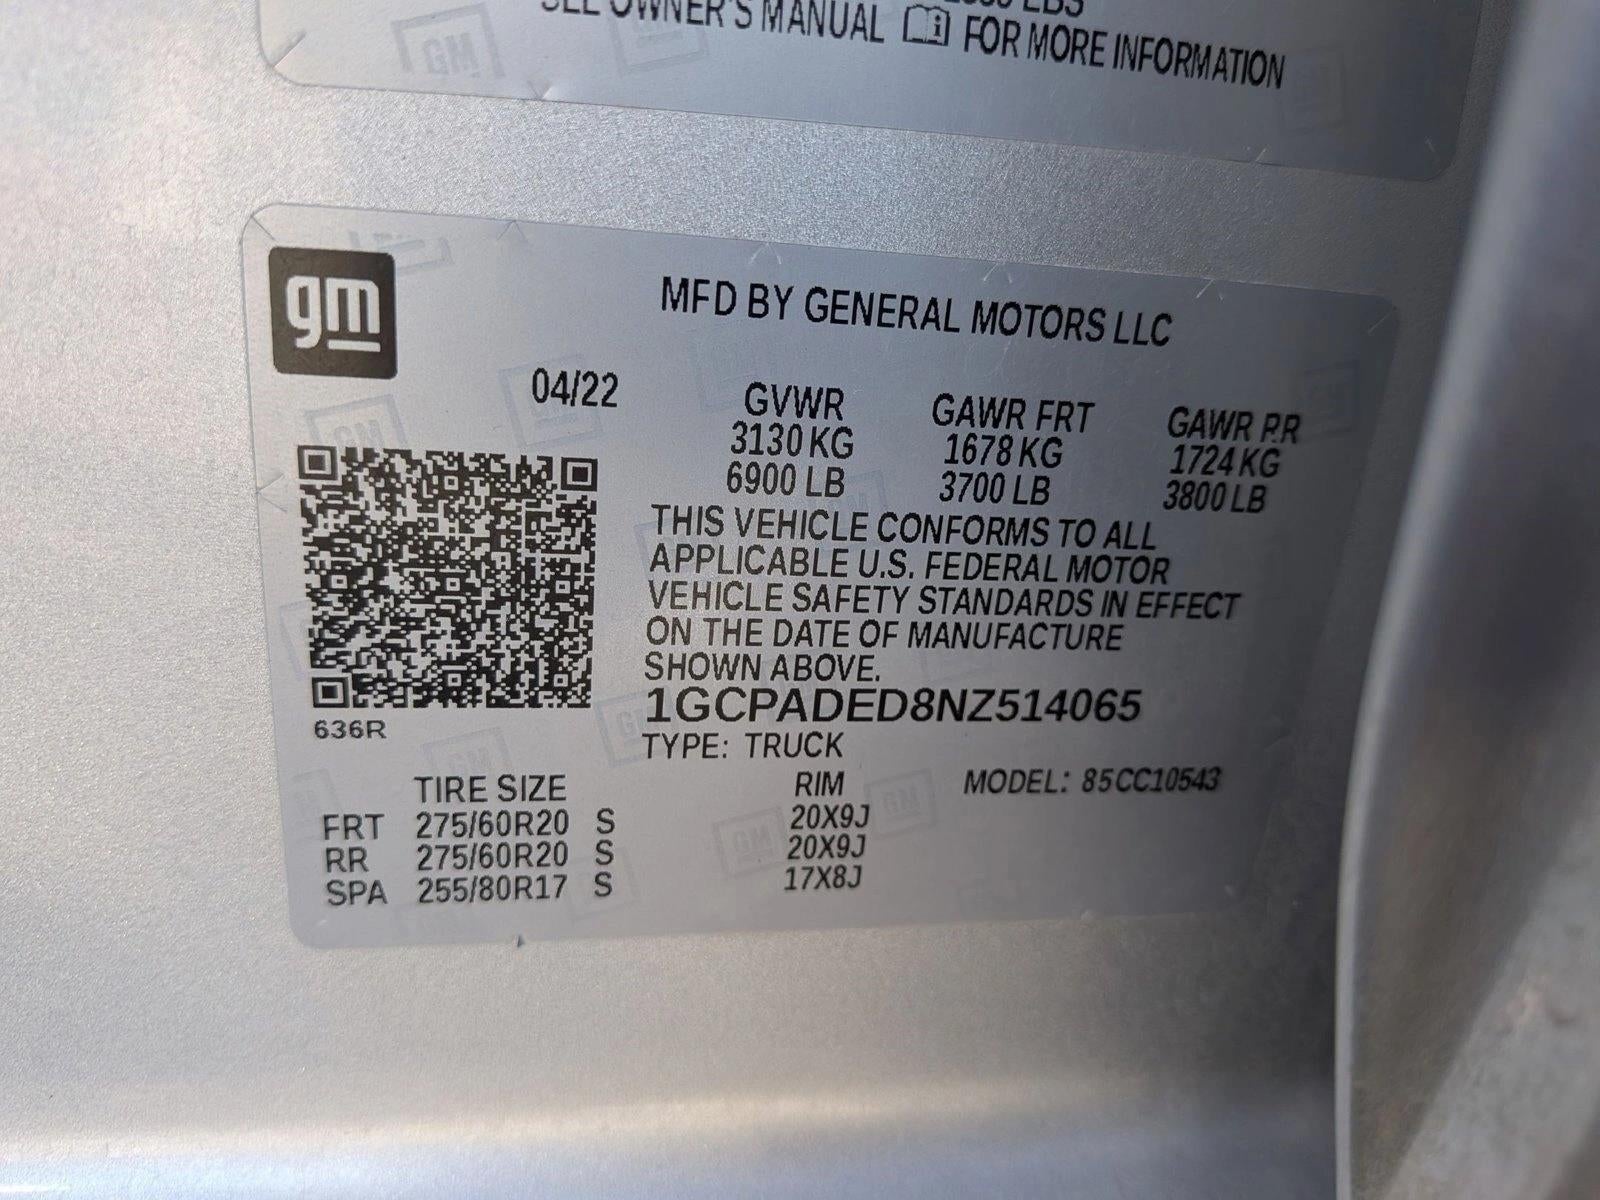 SEE OWNER'S MANUAL FOR MORE INFORMATION
gm
MFD BY GENERAL MOTORS LLC
04/22
GVWR GAWR FRT GAWR RR
3130 KG 1678 KG 1724 KG
6900 LB 3700 LB 3800 LB
THIS VEHICLE CONFORMS TO ALL
APPLICABLE U.S. FEDERAL MOTOR
VEHICLE SAFETY STANDARDS IN EFFECT
ON THE DATE OF MANUFACTURE
SHOWN ABOVE.
1GCPADED8NZ514065
636R
TYPE: TRUCK
TIRE SIZE RIM MODEL: 85CC10543
FRT 275/60R20 S 20X9J
RR 275/60R20 S 20X9J
SPA 255/80R17 S 17X8J